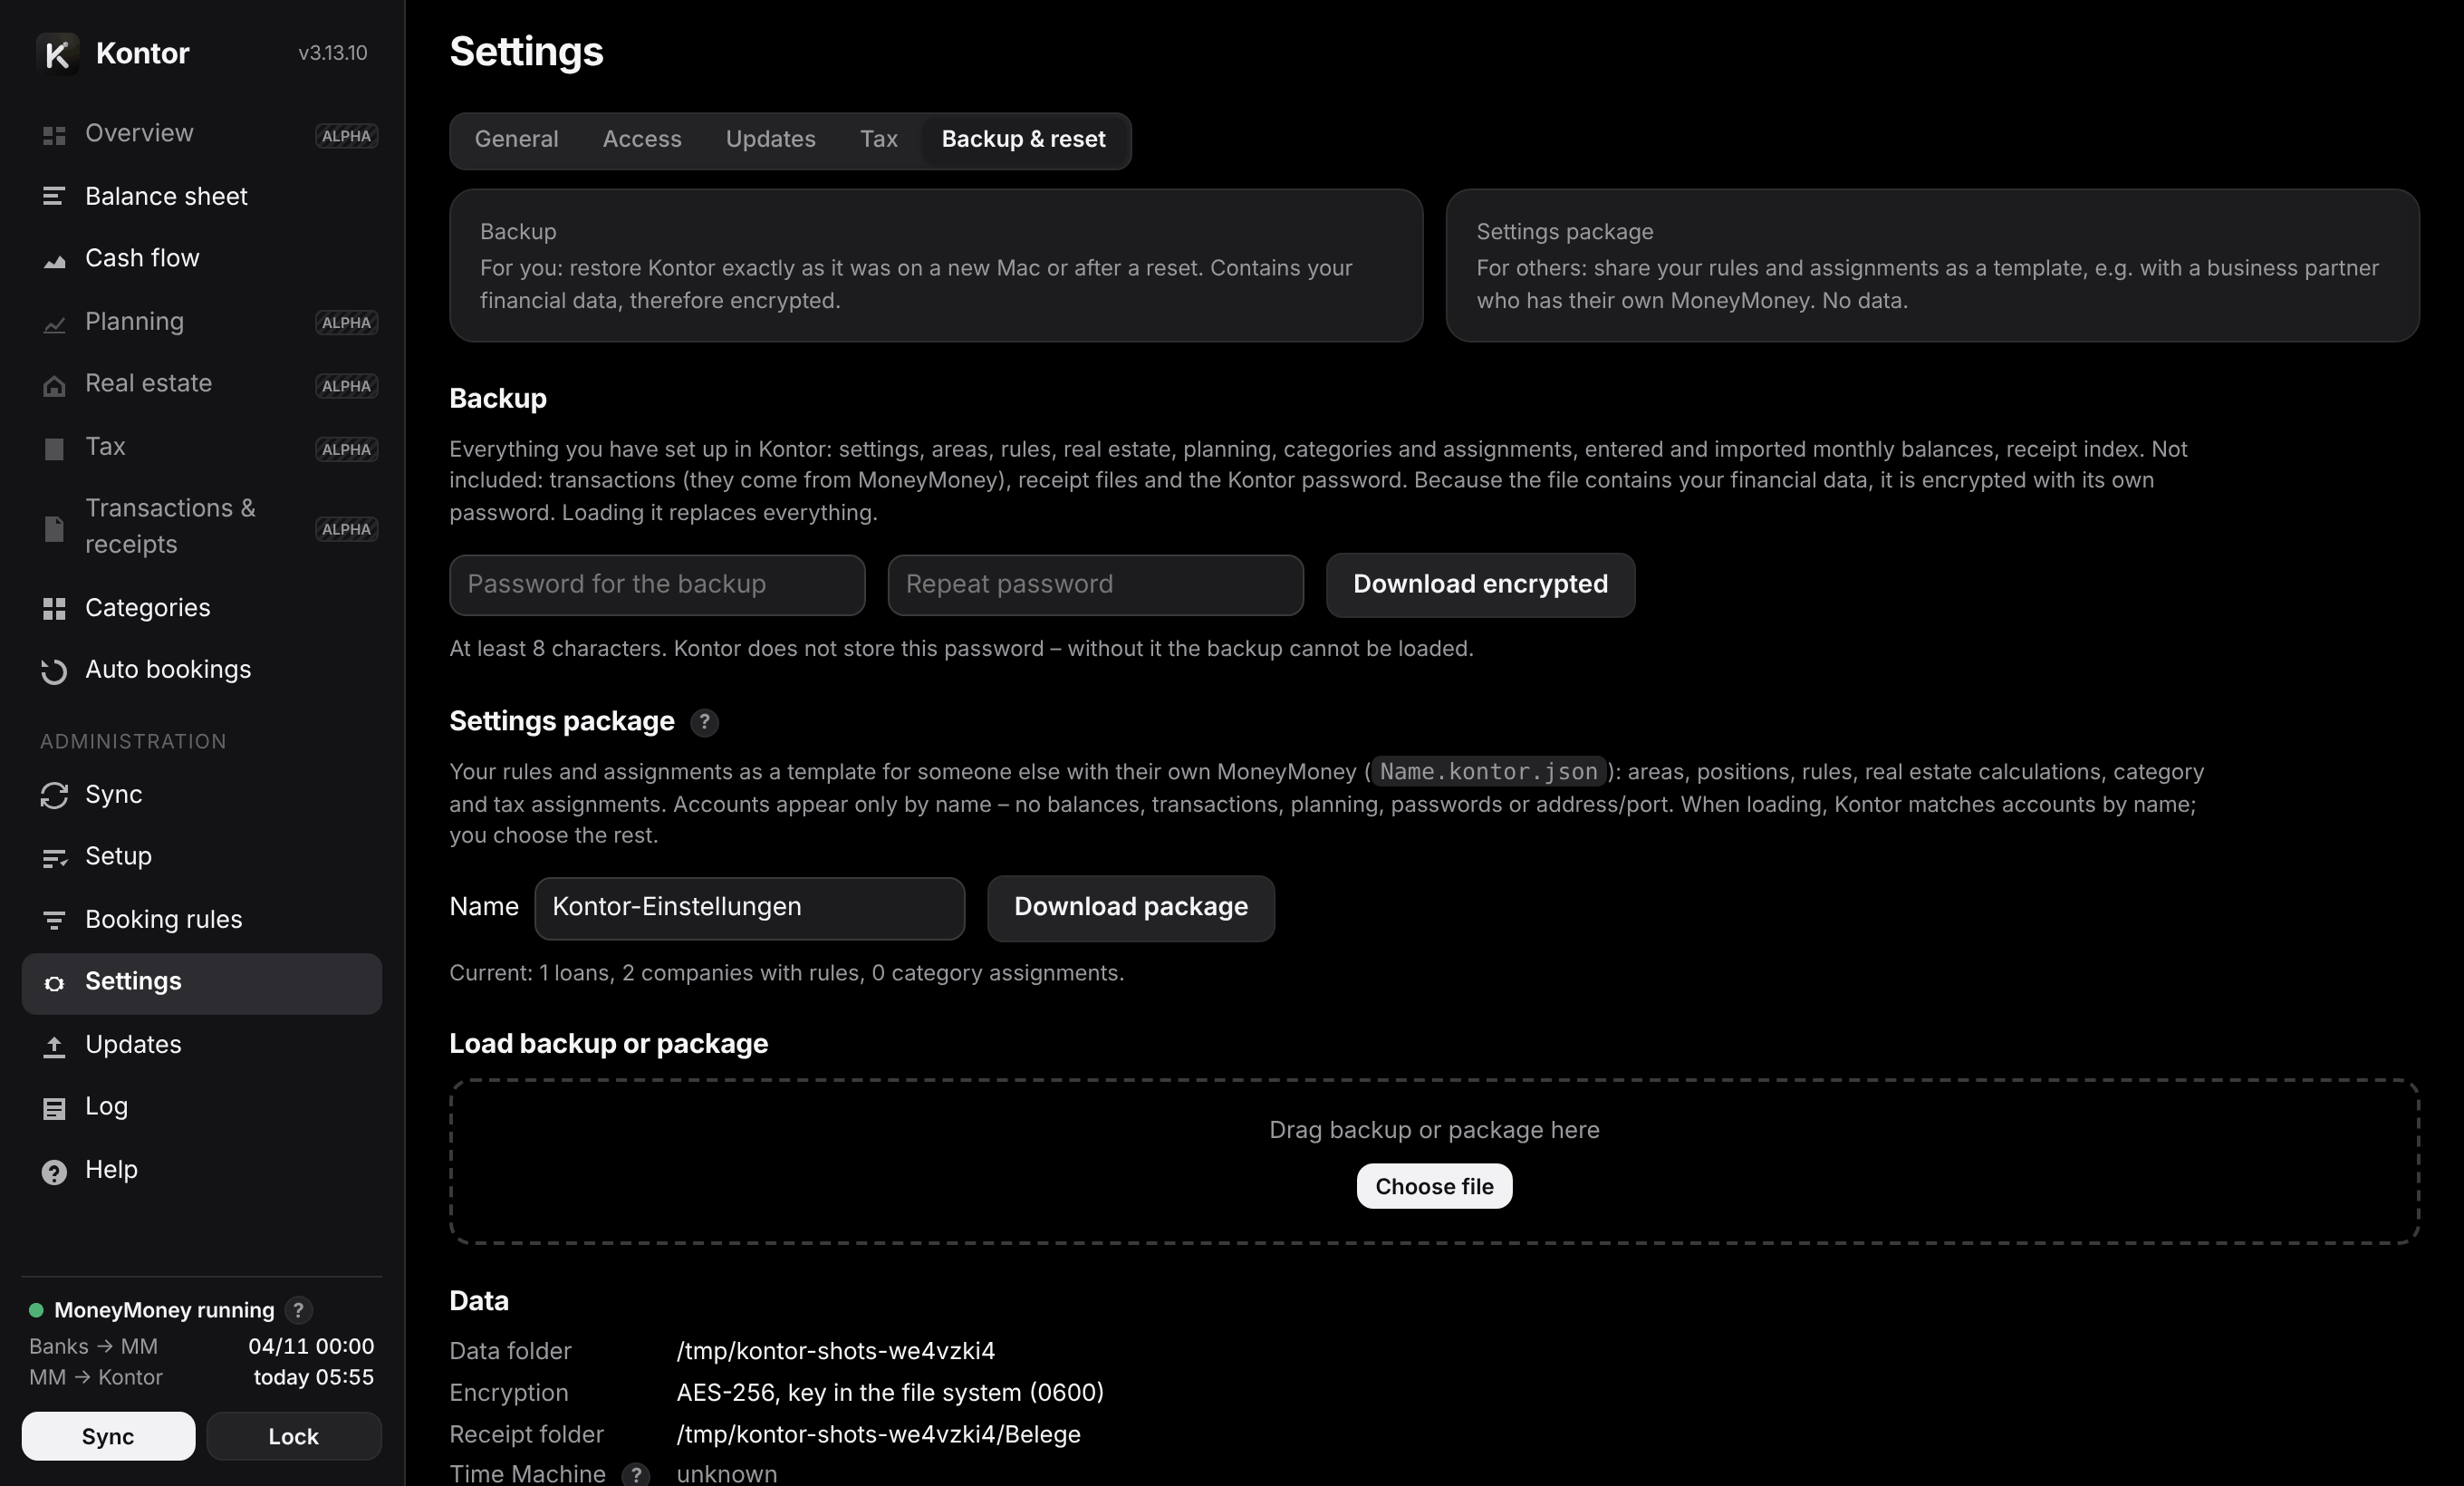 Kontor
v3.13.10
Overview
ALPHA
Balance sheet
Cash flow
Planning
ALPHA
Real estate
ALPHA
Tax
ALPHA
Transactions &
receipts
ALPHA
Categories
Auto bookings
ADMINISTRATION
Sync
Setup
Booking rules
Settings
Updates
Log
Help
MoneyMoney running ?
Banks → MM 04/11 00:00
MM → Kontor today 05:55
Sync
Lock
Settings
General Access Updates Tax Backup & reset
Backup
For you: restore Kontor exactly as it was on a new Mac or after a reset. Contains your
financial data, therefore encrypted.
Settings package
For others: share your rules and assignments as a template, e.g. with a business partner
who has their own MoneyMoney. No data.
Backup
Everything you have set up in Kontor: settings, areas, rules, real estate, planning, categories and assignments, entered and imported monthly balances, receipt index. Not
included: transactions (they come from MoneyMoney), receipt files and the Kontor password. Because the file contains your financial data, it is encrypted with its own
password. Loading it replaces everything.
Password for the backup
Repeat password
Download encrypted
At least 8 characters. Kontor does not store this password – without it the backup cannot be loaded.
Settings package ?
Your rules and assignments as a template for someone else with their own MoneyMoney (Name.kontor.json): areas, positions, rules, real estate calculations, category
and tax assignments. Accounts appear only by name – no balances, transactions, planning, passwords or address/port. When loading, Kontor matches accounts by name;
you choose the rest.
Name Kontor-Einstellungen Download package
Current: 1 loans, 2 companies with rules, 0 category assignments.
Load backup or package
Drag backup or package here
Choose file
Data
Data folder /tmp/kontor-shots-we4vzki4
Encryption AES-256, key in the file system (0600)
Receipt folder /tmp/kontor-shots-we4vzki4/Belege
Time Machine ? unknown